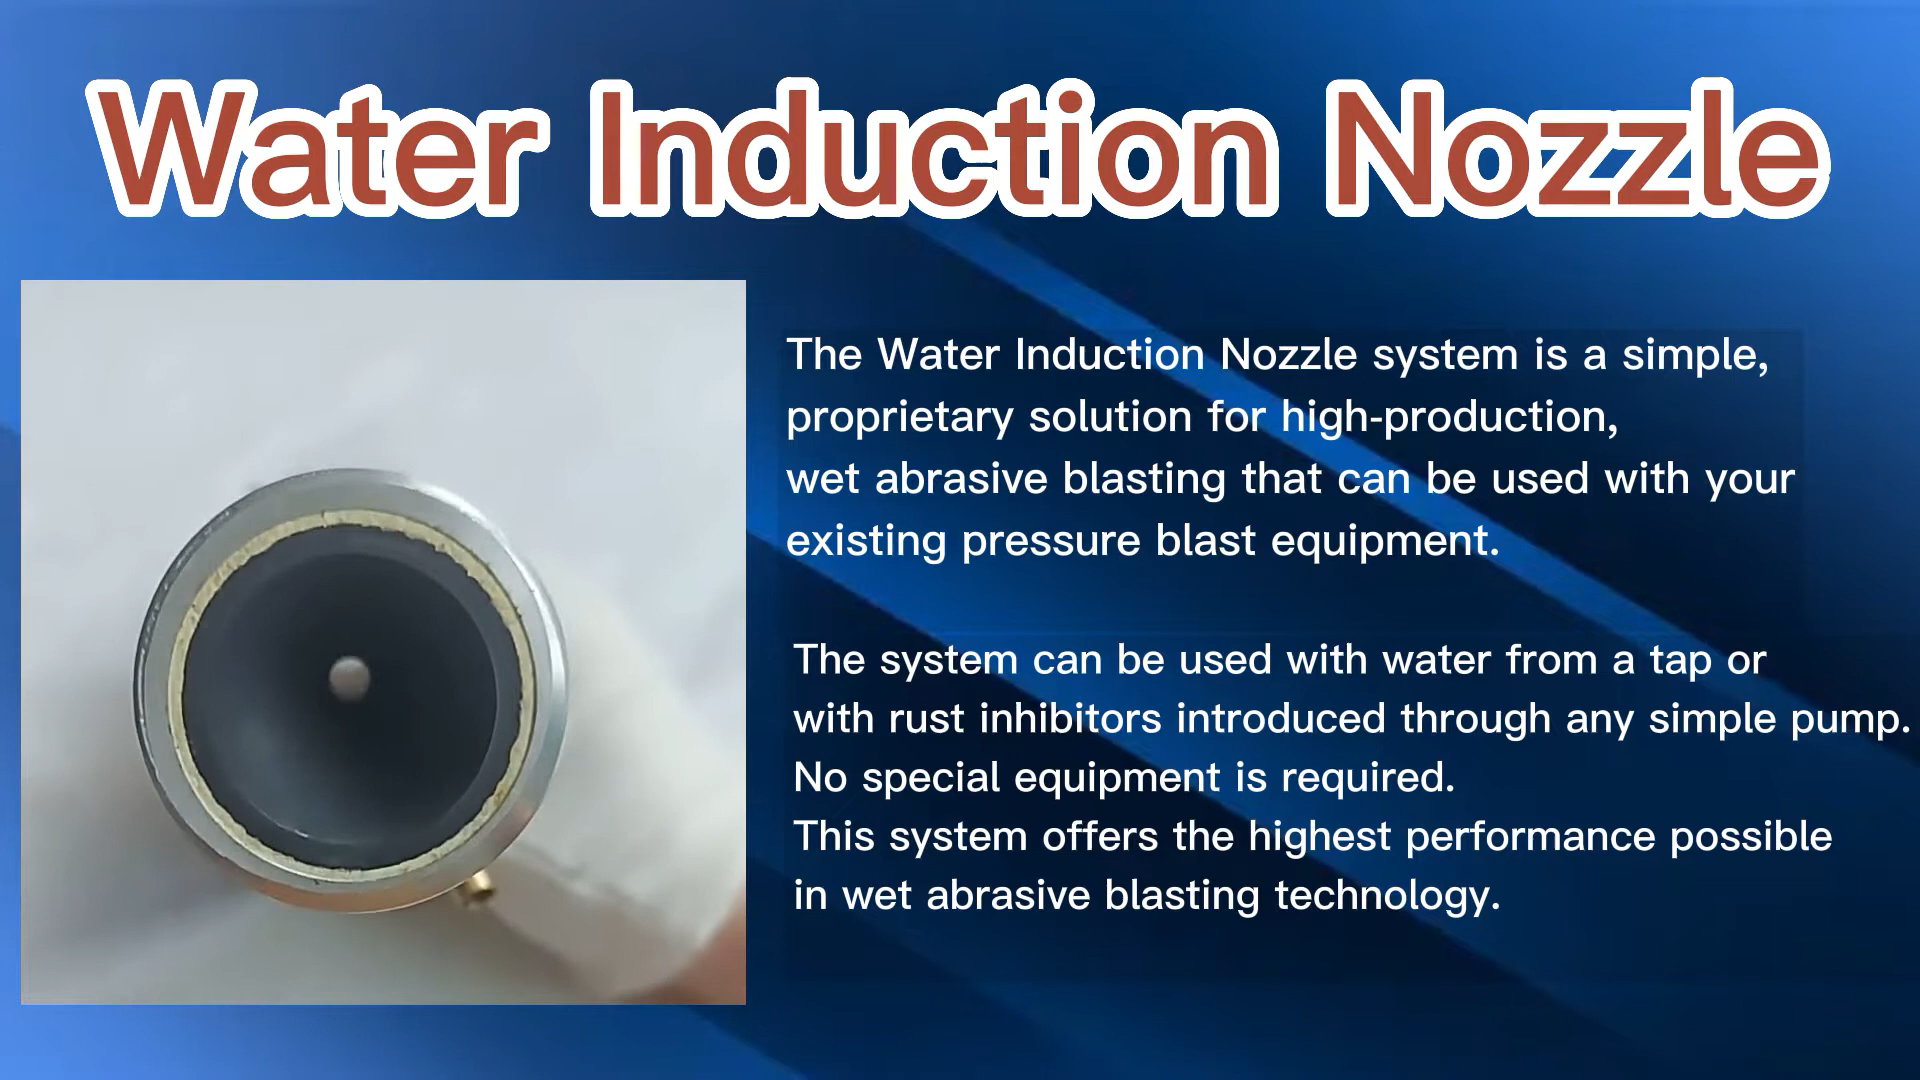 Water Induction Nozzle
The Water Induction Nozzle system is a simple,
proprietary solution for high-production,
wet abrasive blasting that can be used with your
existing pressure blast equipment.
The system can be used with water from a tap or
with rust inhibitors introduced through any simple pump.
No special equipment is required.
This system offers the highest performance possible
in wet abrasive blasting technology.